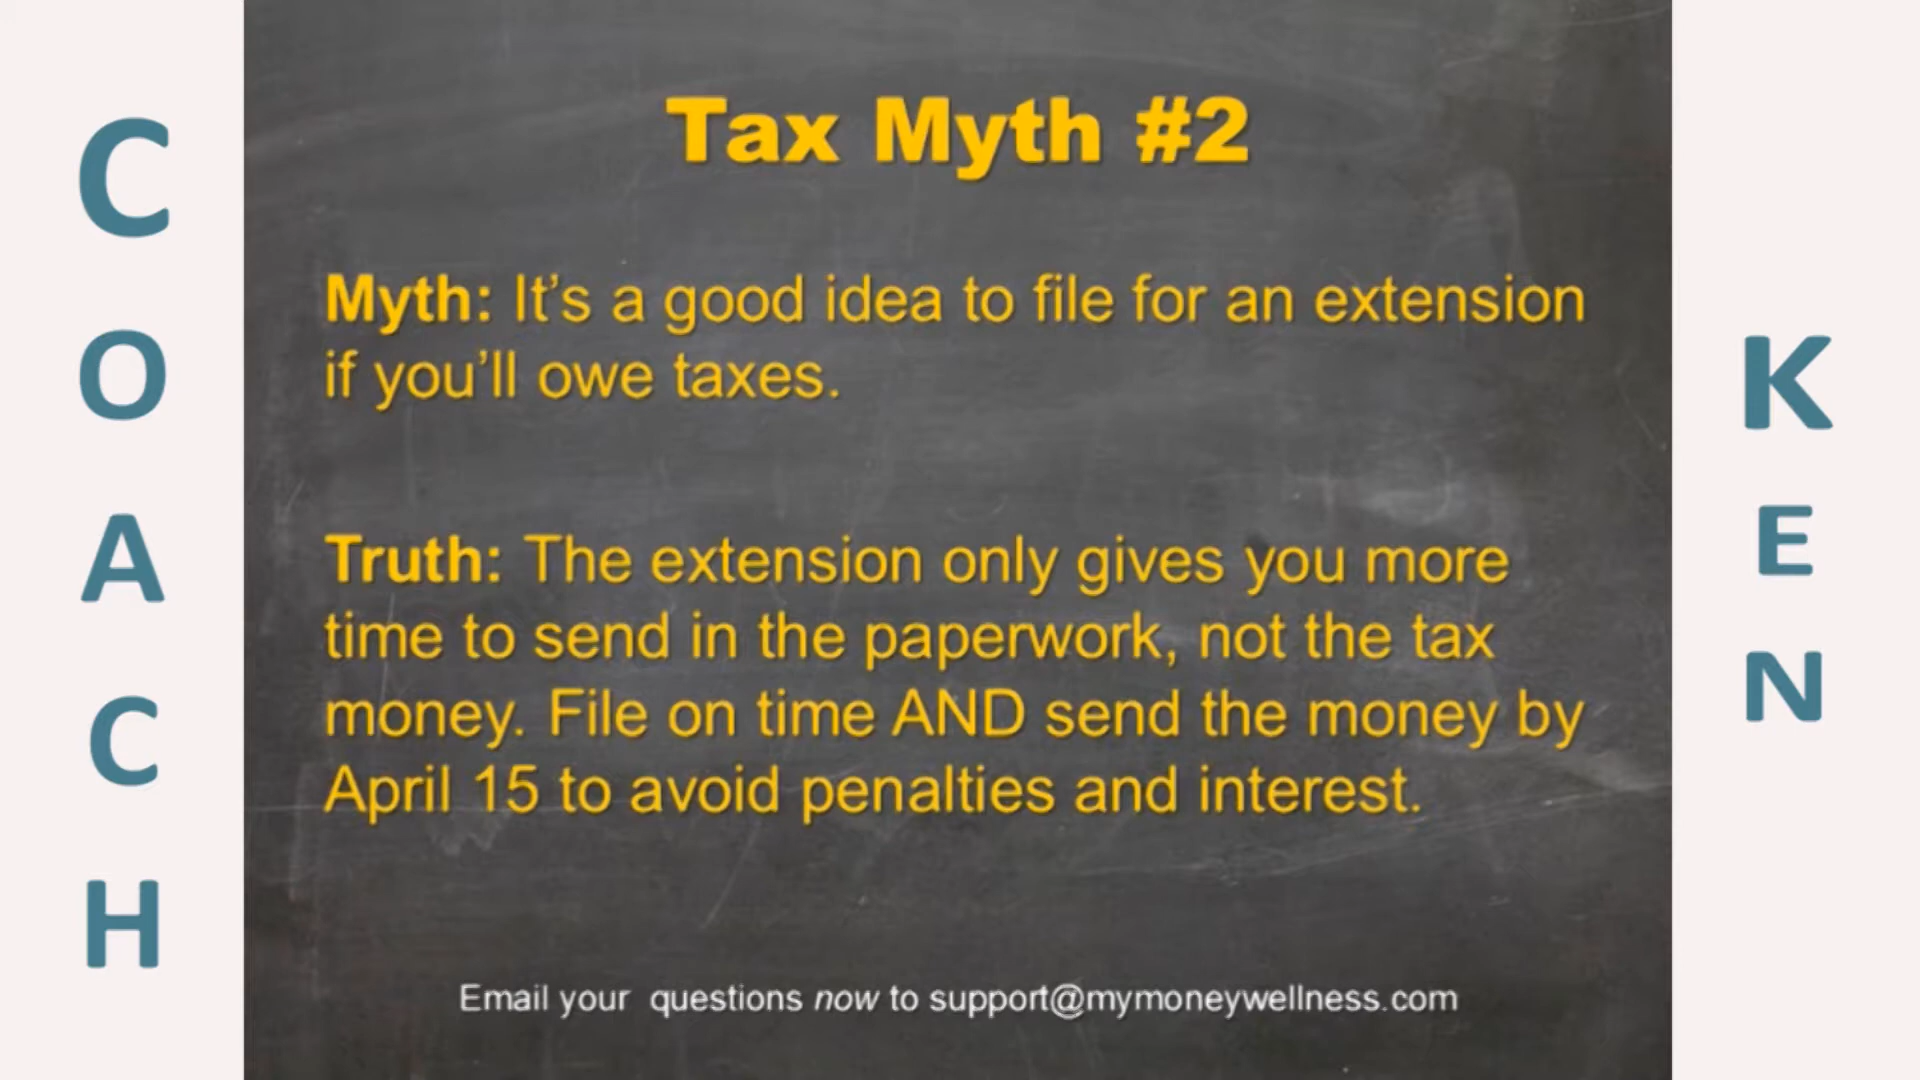 COACH
Tax Myth #2
Myth: It’s a good idea to file for an extension
if you’ll owe taxes.
Truth: The extension only gives you more
time to send in the paperwork, not the tax
money. File on time AND send the money by
April 15 to avoid penalties and interest.
Email your  questions now to support@mymoneywellness.com
KEN